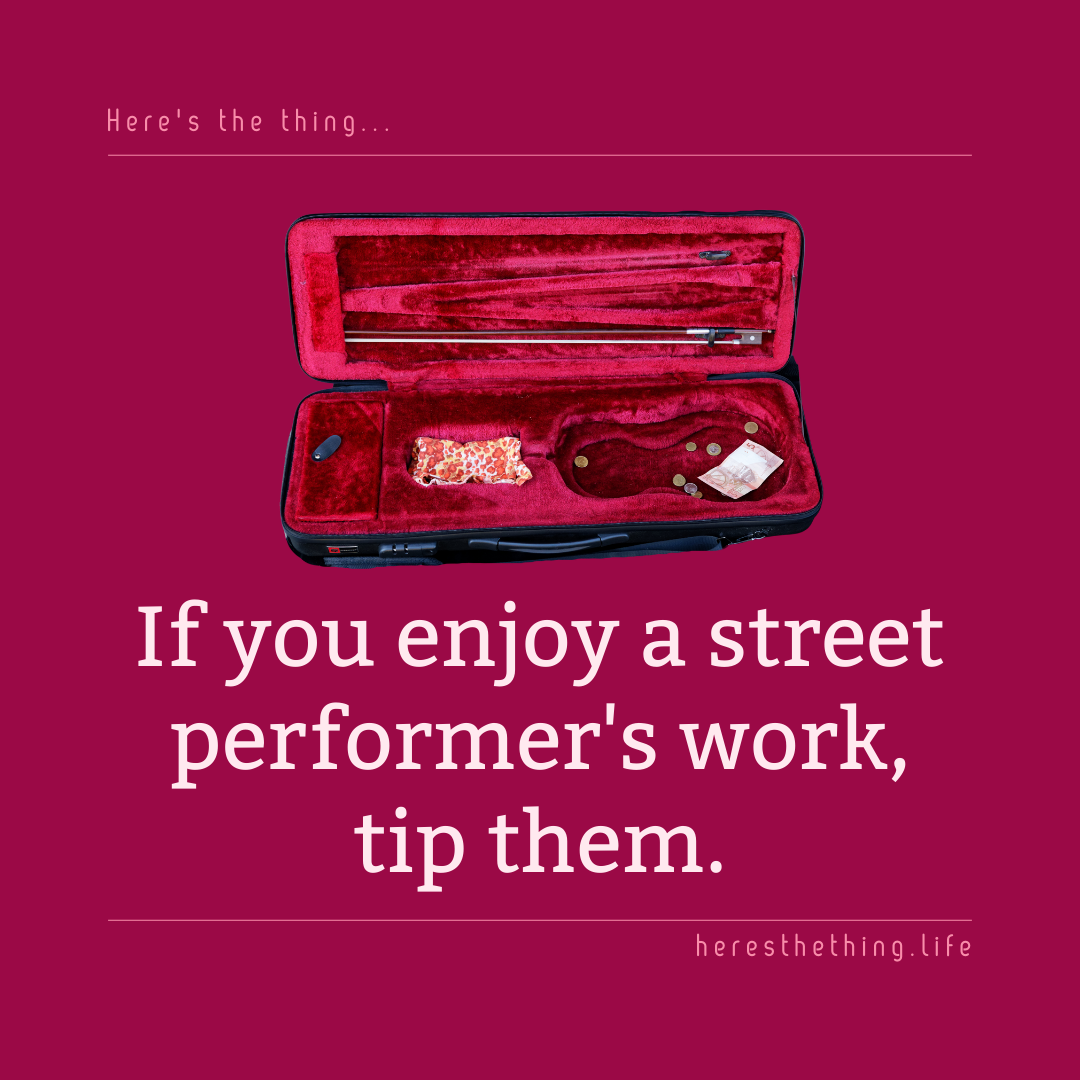 Here's the thing...
If you enjoy a street
performer's work,
tip them.
heresthething.life